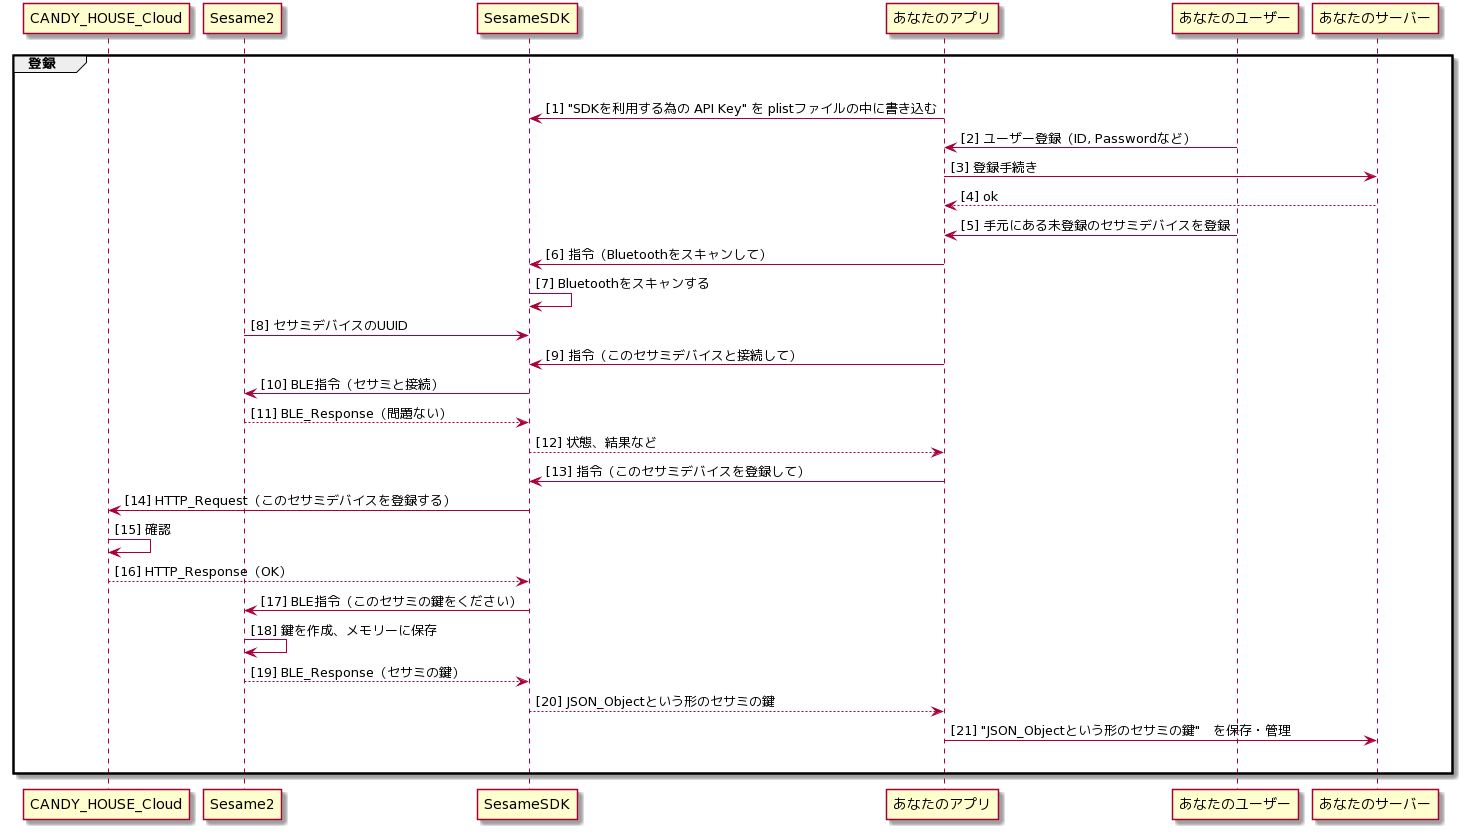 CANDY_HOUSE_Cloud
Sesame2
SesameSDK
あなたのアプリ
あなたのユーザー
あなたのサーバー
登録
[1] "SDKを利用する為の API Key" を plistファイルの中に書き込む
[2] ユーザー登録（ID, Passwordなど）
[3] 登録手続き
[4] ok
[5] 手元にある未登録のセサミデバイスを登録
[6] 指令（Bluetoothをスキャンして）
[7] Bluetoothをスキャンする
[8] セサミデバイスのUUID
[9] 指令（このセサミデバイスと接続して）
[10] BLE指令（セサミと接続）
[11] BLE_Response（問題ない）
[12] 状態、結果など
[13] 指令（このセサミデバイスを登録して）
[14] HTTP_Request（このセサミデバイスを登録する）
[15] 確認
[16] HTTP_Response（OK）
[17] BLE指令（このセサミの鍵をください）
[18] 鍵を作成、メモリーに保存
[19] BLE_Response（セサミの鍵）
[20] JSON_Objectという形のセサミの鍵
[21] "JSON_Objectという形のセサミの鍵"　を保存・管理
CANDY_HOUSE_Cloud
Sesame2
SesameSDK
あなたのアプリ
あなたのユーザー
あなたのサーバー